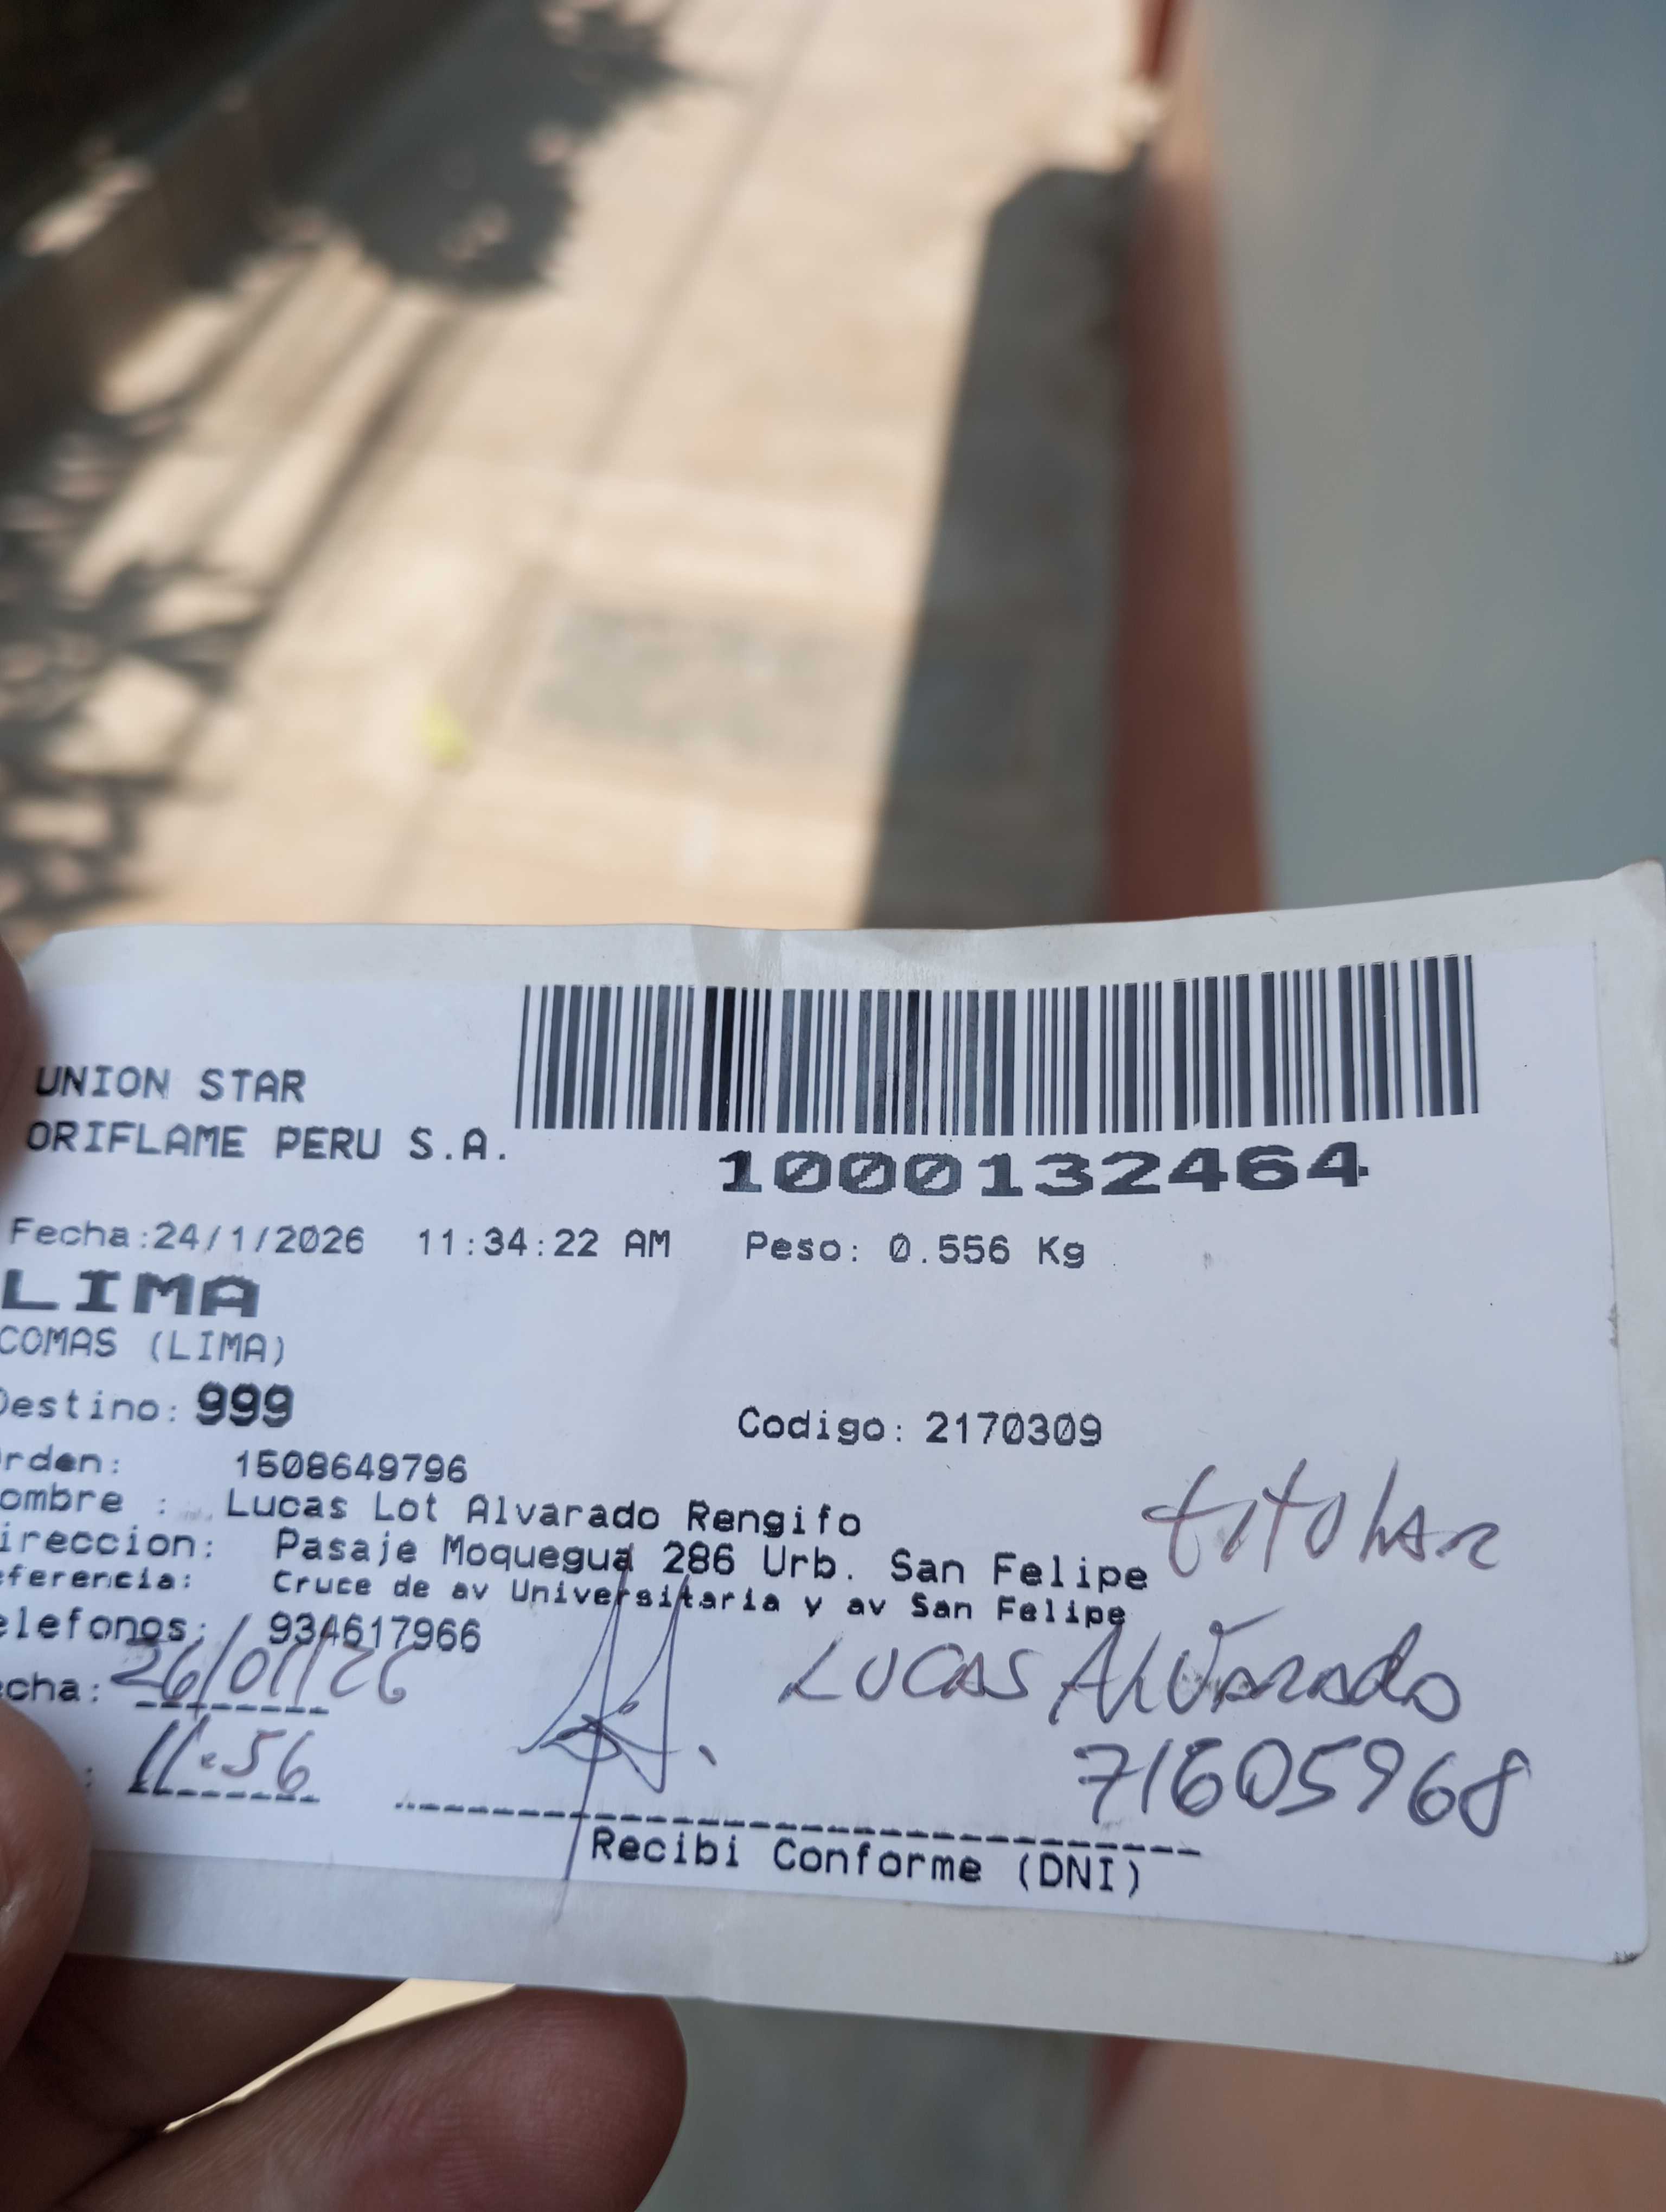 UNION STAR
ORIFLAME PERU S.A.
1000132464
Fecha:24/1/2026 11:34:22 AM Peso: 0.556 Kg
LIMA
COMAS (LIMA)
Destino: 999
Codigo: 2170309
rden: 1508649796
ombre : Lucas Lot Alvarado Rengifo
ireccion: Pasaje Moquegua 286 Urb. San Felipe
titular
eferencia: Cruce de av Universitaria y av San Felipe
elefonos: 934617966
echa: 26/01/26
LUCAS ALVARADO
: 11:56
71605968
Recibi Conforme (DNI)